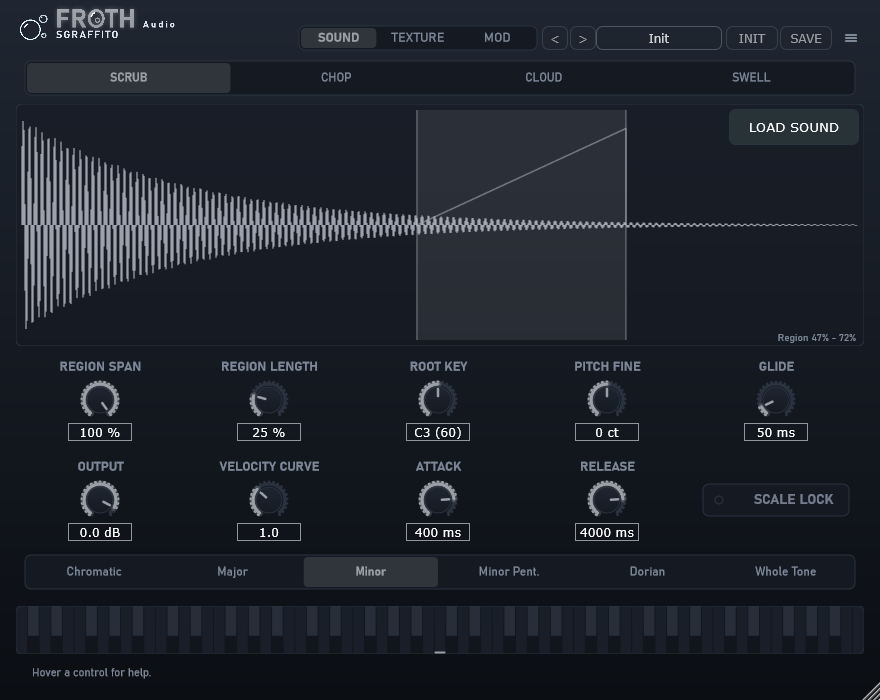 FROTH Audio
SGRAFFITO
SOUND TEXTURE MOD < > Init INIT SAVE
SCRUB CHOP CLOUD SWELL
LOAD SOUND
Region 47% - 72%
REGION SPAN REGION LENGTH ROOT KEY PITCH FINE GLIDE
100 % 25 % C3 (60) 0 ct 50 ms
OUTPUT VELOCITY CURVE ATTACK RELEASE
SCALE LOCK
0.0 dB 1.0 400 ms 4000 ms
Chromatic Major Minor Minor Pent. Dorian Whole Tone
Hover a control for help.